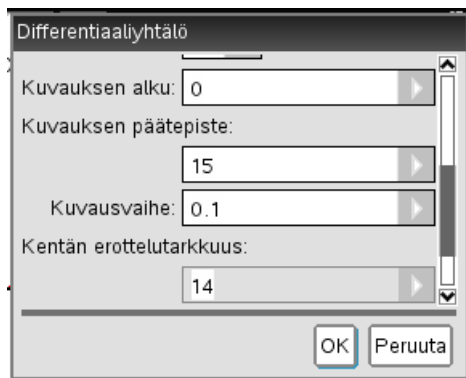 Differentiaaliyhtälö
Kuvauksen alku: 0
Kuvauksen päätepiste:
15
Kuvausvaihe: 0.1
Kentän erottelutarkkuus:
14
OK Peruuta